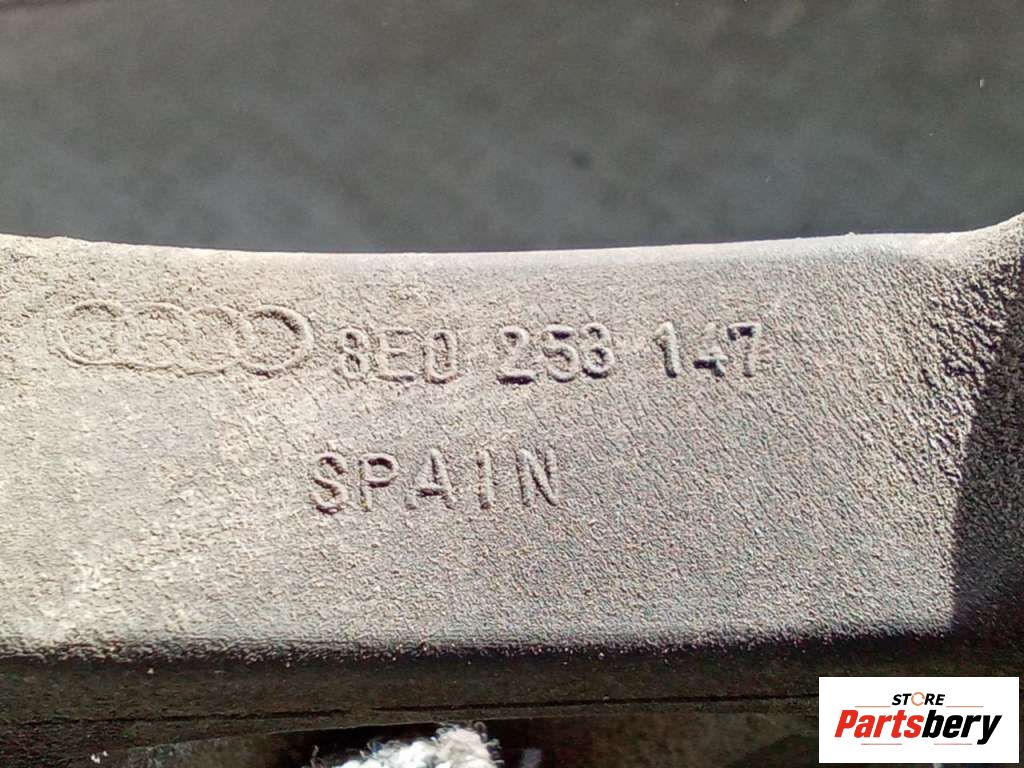 8E0 253 147
SPAIN
STORE
Partsbery